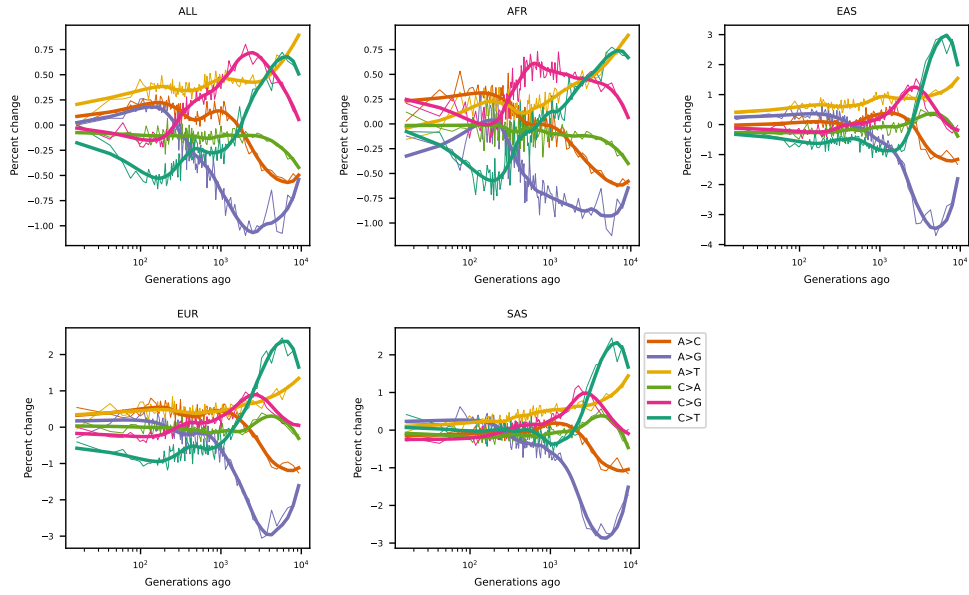 ALL
0.75
0.50
0.25
0.00
−0.25
−0.50
−0.75
−1.00
Percent change
10²
10³
10⁴
Generations ago
AFR
0.75
0.50
0.25
0.00
−0.25
−0.50
−0.75
−1.00
Percent change
10²
10³
10⁴
Generations ago
EAS
3
2
1
0
−1
−2
−3
−4
Percent change
10²
10³
10⁴
Generations ago
EUR
2
1
0
−1
−2
−3
Percent change
10²
10³
10⁴
Generations ago
SAS
2
1
0
−1
−2
−3
Percent change
10²
10³
10⁴
Generations ago
A>C
A>G
A>T
C>A
C>G
C>T